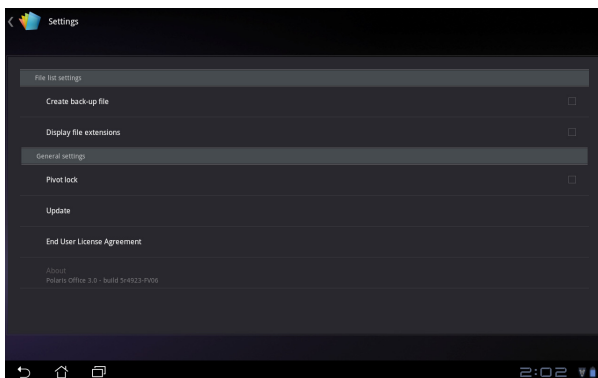 Settings
File list settings
Create back-up file
Display file extensions
General settings
Pivot lock
Update
End User License Agreement
About
Polaris Office 3.0 - build 5r4923-FV06
2:02